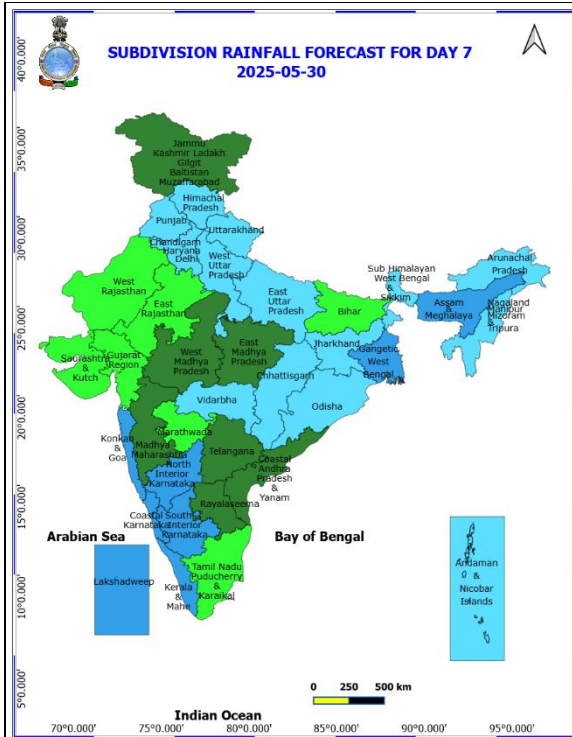 SUBDIVISION RAINFALL FORECAST FOR DAY 7
2025-05-30
40°0.000'
35°0.000'
30°0.000'
25°0.000'
20°0.000'
15°0.000'
10°0.000'
5°0.000'
Jammu
Kashmir Ladakh
Gilgit
Baltistan
Muzaffarabad
Himachal
Pradesh
Punjab
Uttarakhand
Chandigarh
Haryana
Delhi
West
Uttar
Pradesh
Arunachal
Pradesh
Sub Himalayan
West Bengal
&
Sikkim
West
Rajasthan
East
Rajasthan
East
Uttar
Pradesh
Bihar
Assam
&
Meghalaya
Nagaland
Manipur
Mizoram
&
Tripura
Saurashtra
&
Kutch
Gujarat
Region
West
Madhya
Pradesh
East
Madhya
Pradesh
Jharkhand
Gangetic
West
Bengal
Chhattisgarh
Vidarbha
Odisha
Konkan
&
Goa
Madhya
Maharashtra
Marathwada
Telangana
Coastal
Andhra
Pradesh
&
Yanam
North
Interior
Karnataka
Rayalaseema
Coastal
Karnataka
South
Interior
Karnataka
Arabian Sea
Bay of Bengal
Lakshadweep
Kerala
&
Mahe
Tamil Nadu
Puducherry
&
Karaikal
Andaman
&
Nicobar
Islands
0 250 500 km
Indian Ocean
70°0.000' 75°0.000' 80°0.000' 85°0.000' 90°0.000' 95°0.000'